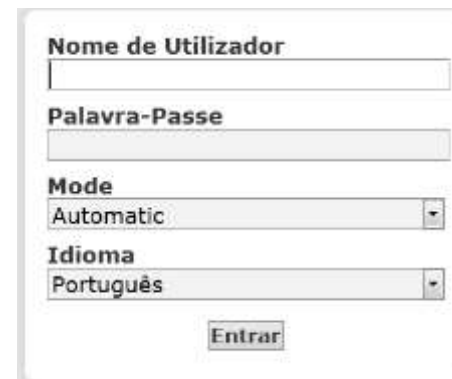 Nome de Utilizador
Palavra-Passe
Mode
Automatic
Idioma
Português
Entrar